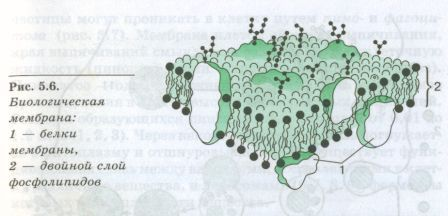 Рис. 5.6.
Биологическая
мембрана:
1 — белки
мембраны,
2 — двойной слой
фосфолипидов
2
1